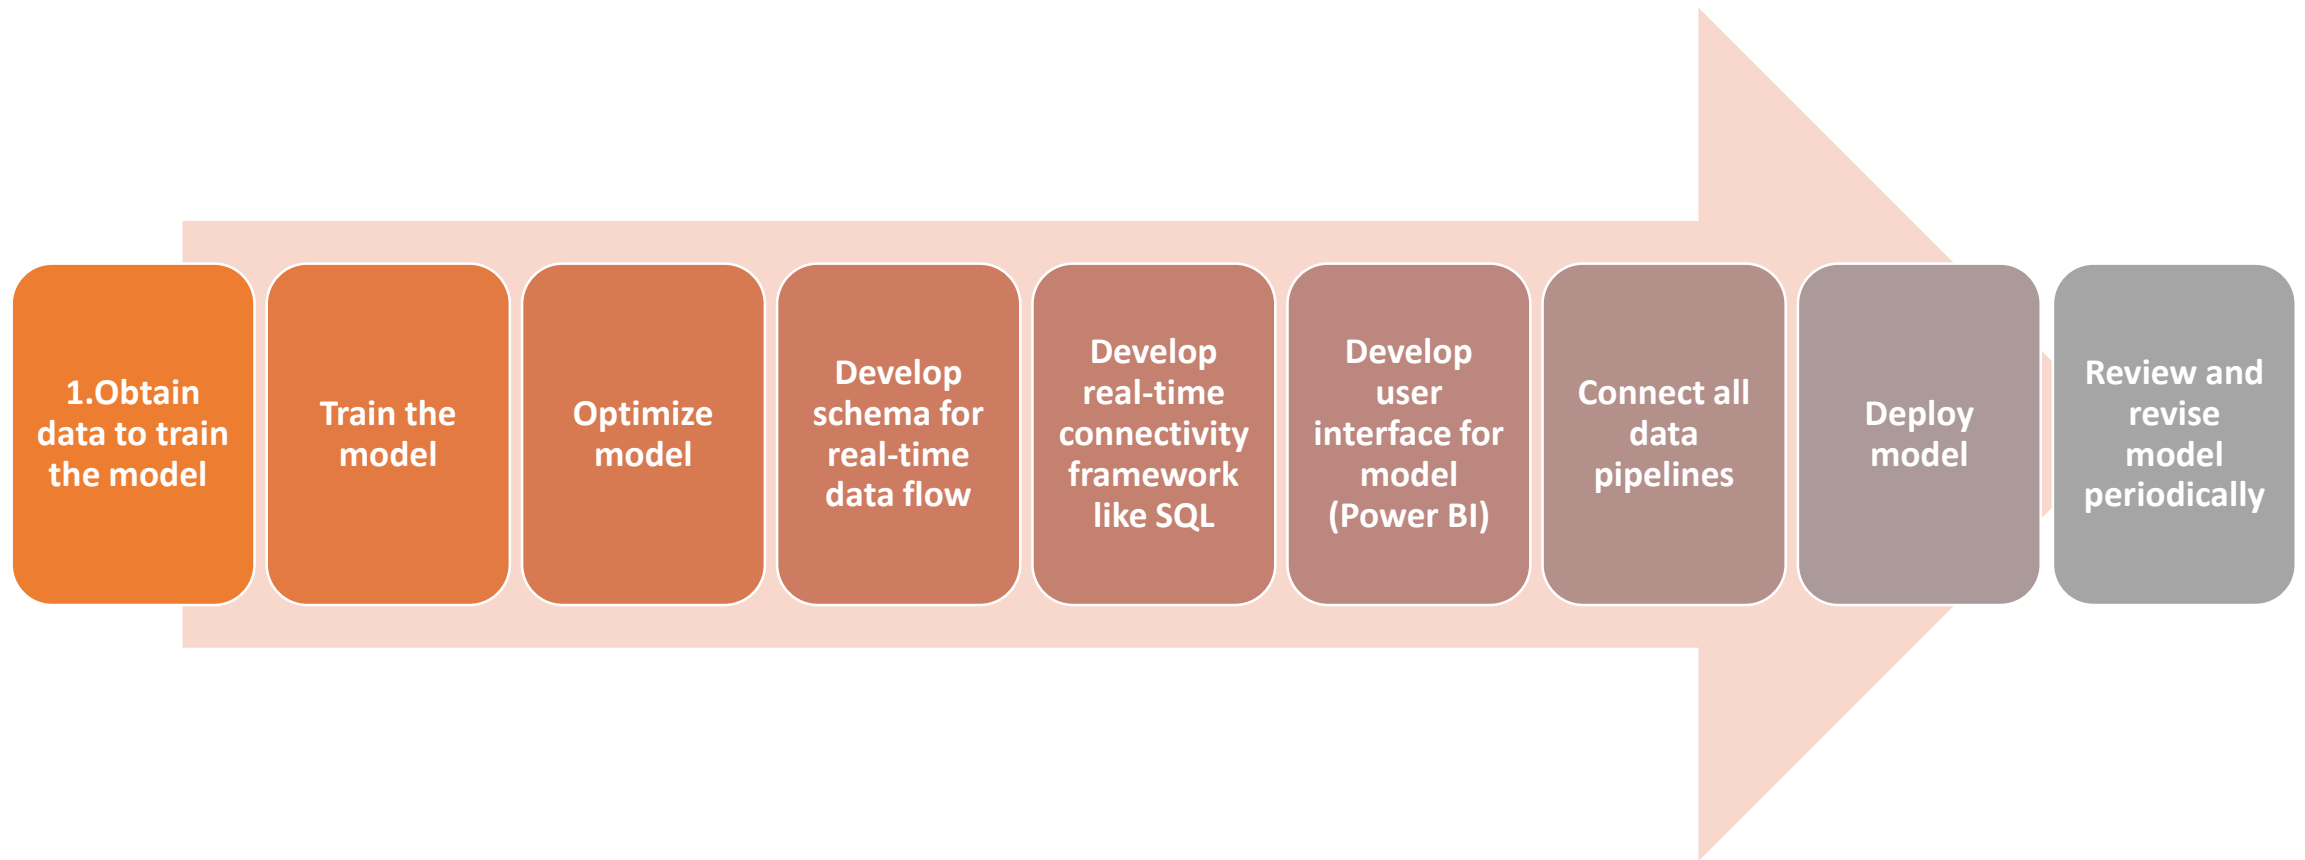 1.Obtain
data to train
the model
Train the
model
Optimize
model
Develop
schema for
real-time
data flow
Develop
real-time
connectivity
framework
like SQL
Develop
user
interface for
model
(Power BI)
Connect all
data
pipelines
Deploy
model
Review and
revise
model
periodically